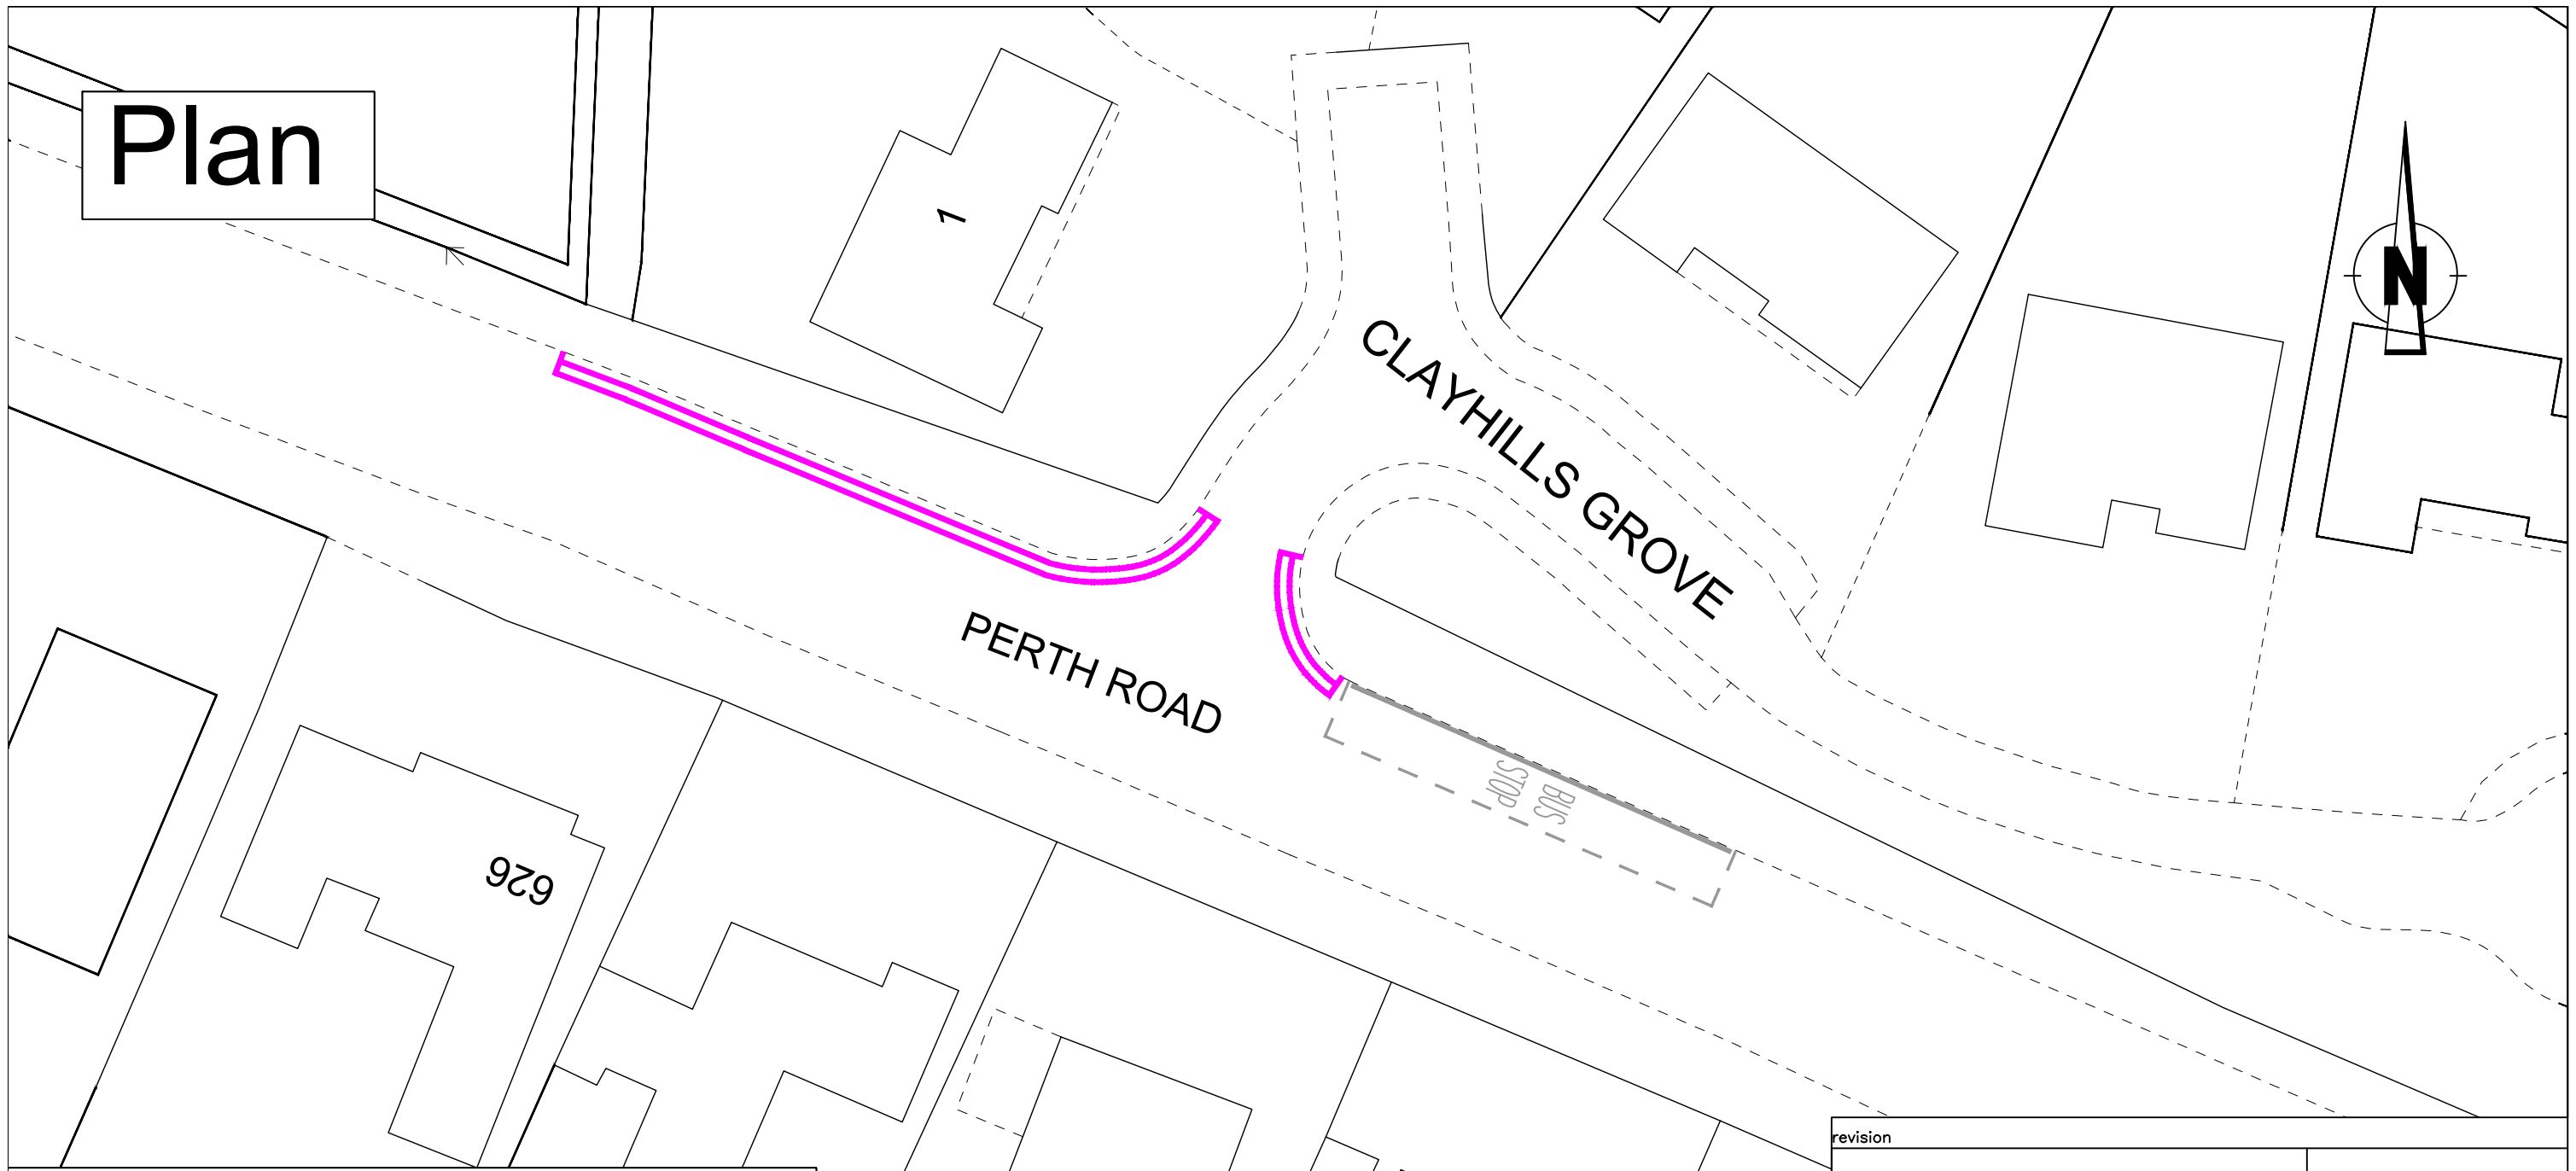 Plan
1
N
CLAYHILLS GROVE
PERTH ROAD
BUS
STOP
626
revision